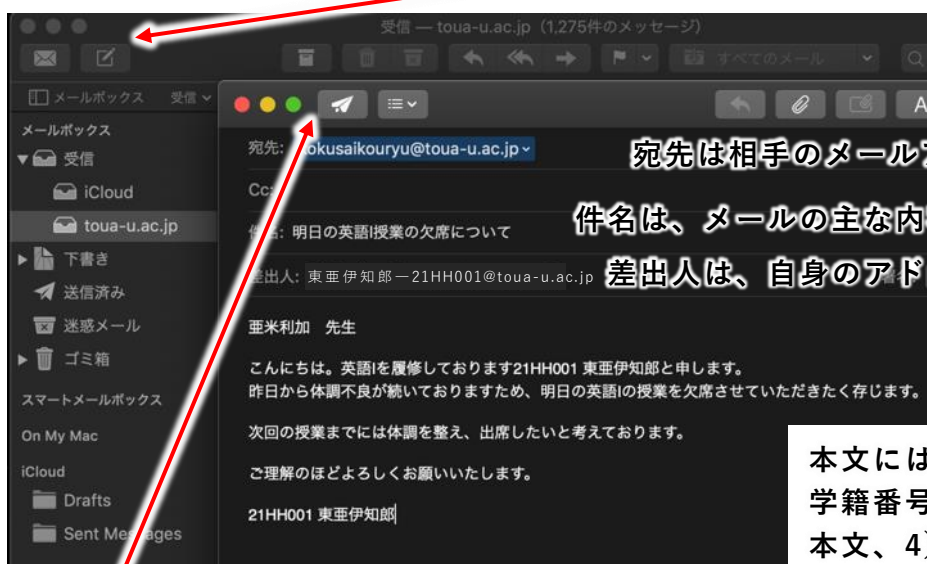 受信 — toua-u.ac.jp（1,275件のメッセージ）
すべてのメール
メールボックス 受信
メールボックス
受信
iCloud
toua-u.ac.jp
下書き
送信済み
迷惑メール
ゴミ箱
スマートメールボックス
On My Mac
iCloud
Drafts
Sent Messages
宛先: okusaikouryu@toua-u.ac.jp
宛先は相手のメール
Cc:
件名: 明日の英語I授業の欠席について
件名は、メールの主な内
差出人: 東亜伊知郎－21HH001@toua-u.ac.jp
差出人は、自身のアド
亜米利加 先生
こんにちは。英語Iを履修しております21HH001 東亜伊知郎と申します。
昨日から体調不良が続いておりますため、明日の英語Iの授業を欠席させていただきたく存じます。
次回の授業までには体調を整え、出席したいと考えております。
ご理解のほどよろしくお願いいたします。
21HH001 東亜伊知郎
本文には
学籍番号
本文、4）